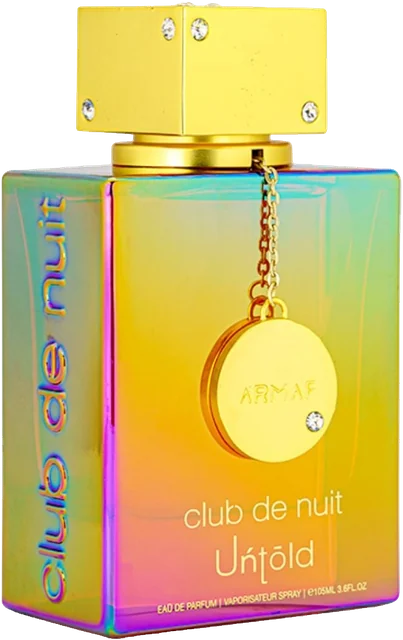 club de nuit
ARMAF
club de nuit
Untold
EAU DE PARFUM | VAPORISATEUR SPRAY | ℮105ML 3.6FL.OZ